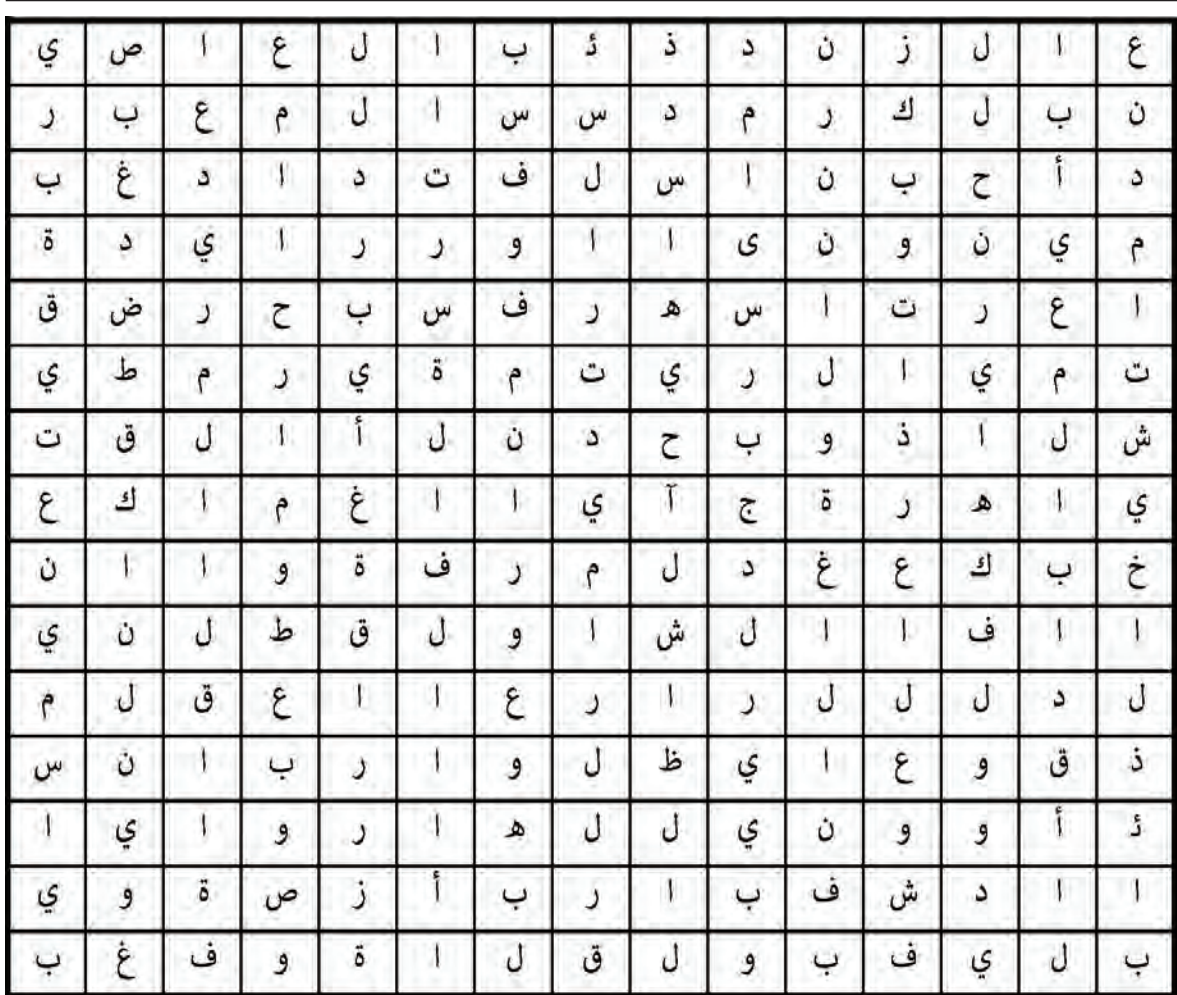 ع ا ل ز ن د ذ ئ ب ا ل ع ا ص ي
ن ب ل ك ر م د س س ا ل م ع ب ر
د أ ح ب ن ا س ل ف ت د ا د غ ب
م ي ن و ن ى ا ا و ر ر ا ي د ة
ا ع ر ت ا س ه ر ف س ب ح ر ض ق
ت م ي ا ل ر ي ت م ة ي ر م ط ي
ش ل ا ذ و ب ح د ن ل أ ا ل ق ت
ي ا ه ر ة ج آ ي ا ا غ م ا ك ع
خ ب ك ع غ د ل م ر ف ة و ا ا ن
ا ا ف ا ا ل ش ا و ل ق ط ل ن ي
ل د ل ل ل ر ا ر ع ا ا ع ق ل م
ذ ق و ع ا ي ظ ل و ا ر ب ا ن س
ئ أ و و ن ي ل ل ه ا ر و ا ي ا
ا ا د ش ف ب ا ر ب أ ز ص ة و ي
ب ل ي ف ب و ل ق ل ا ة و ف غ ب